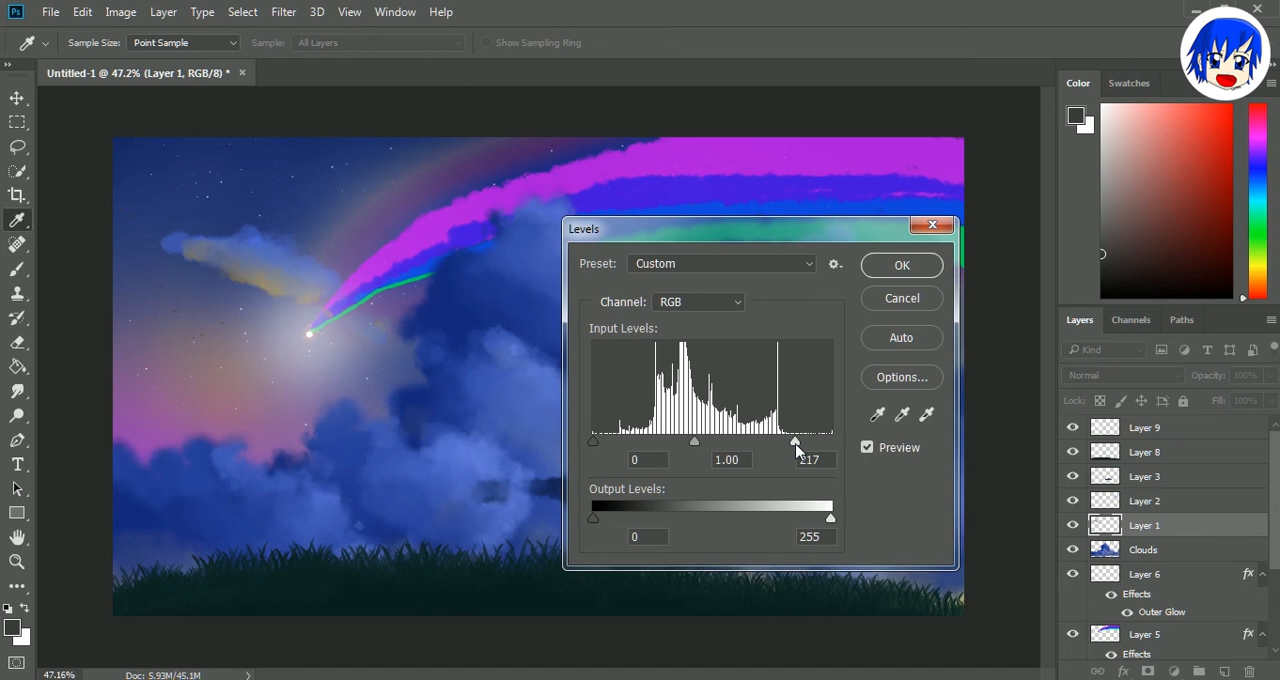 Ps File Edit Image Layer Type Select Filter 3D View Window Help
Sample Size: Point Sample Sample: All Layers Show Sampling Ring
Untitled-1 @ 47.2% (Layer 1, RGB/8) * ×
Color Swatches
Levels
Preset: Custom
OK
Channel: RGB
Cancel
Input Levels:
Auto
Options...
Preview
0 1.00 217
Output Levels:
0 255
Layers Channels Paths
Kind
Normal Opacity: 100%
Lock: Fill: 100%
Layer 9
Layer 8
Layer 3
Layer 2
Layer 1
Clouds
Layer 6 fx
Effects
Outer Glow
Layer 5 fx
Effects
47.16% Doc: 5.93M/45.1M